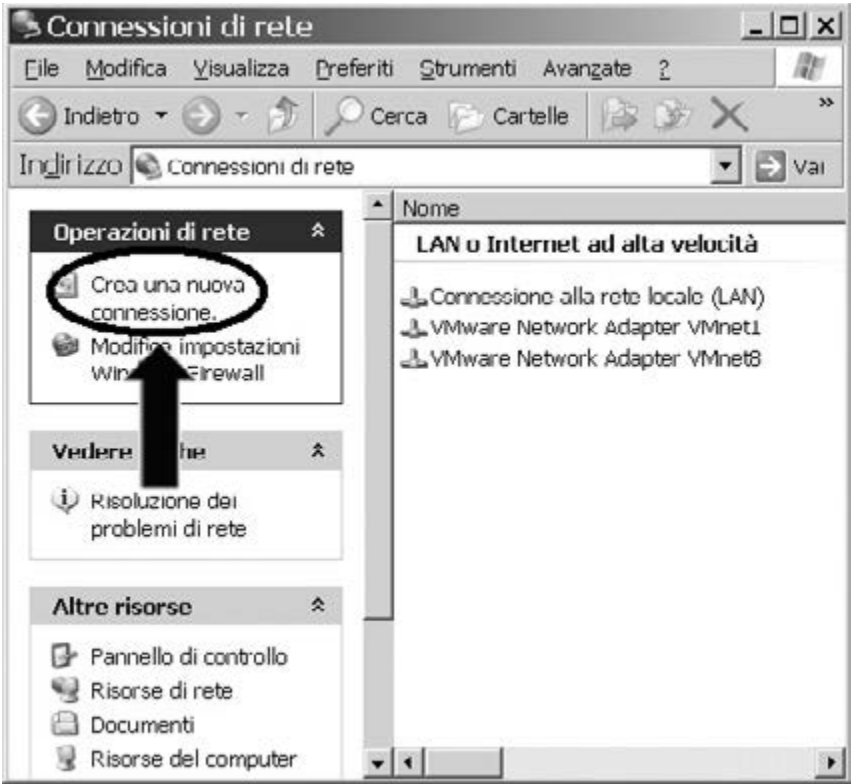 Connessioni di rete
File Modifica Visualizza Preferiti Strumenti Avanzate ?
Indietro Cerca Cartelle »
Indirizzo Connessioni di rete Vai
Operazioni di rete
Crea una nuova
connessione.
Modifica impostazioni
Firewall
Vedere
Risoluzione dei
problemi di rete
Altre risorse
Pannello di controllo
Risorse di rete
Documenti
Risorse del computer
Nome
LAN o Internet ad alta velocità
Connessione alla rete locale (LAN)
VMware Network Adapter VMnet1
VMware Network Adapter VMnet8